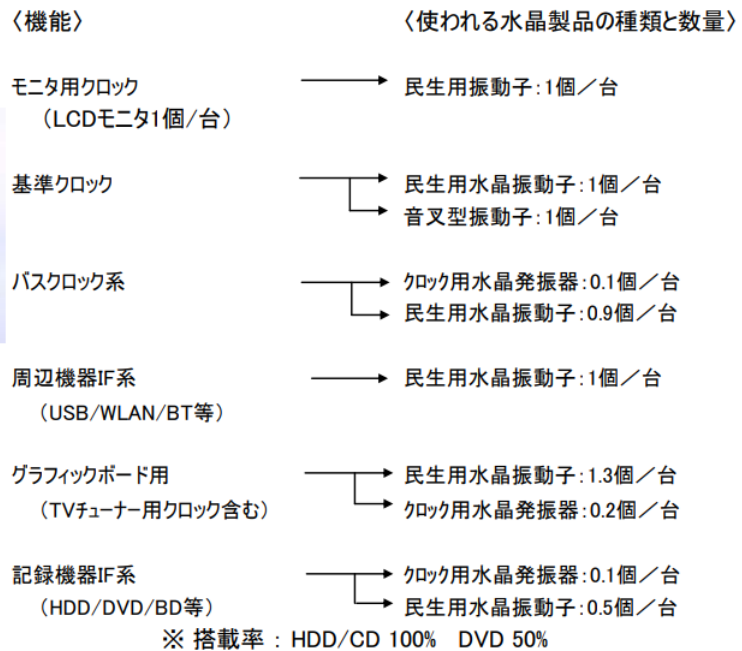 〈機能〉 〈使われる水晶製品の種類と数量〉
モニタ用クロック 民生用振動子:1個／台
（LCDモニタ1個/台）
基準クロック 民生用水晶振動子:1個／台
音叉型振動子:1個／台
バスクロック系 クロック用水晶発振器:0.1個／台
民生用水晶振動子:0.9個／台
周辺機器IF系 民生用水晶振動子:1個／台
（USB/WLAN/BT等）
グラフィックボード用 民生用水晶振動子:1.3個／台
（TVチューナー用クロック含む） クロック用水晶発振器:0.2個／台
記録機器IF系 クロック用水晶発振器:0.1個／台
（HDD/DVD/BD等） 民生用水晶振動子:0.5個／台
※ 搭載率 : HDD/CD 100% DVD 50%